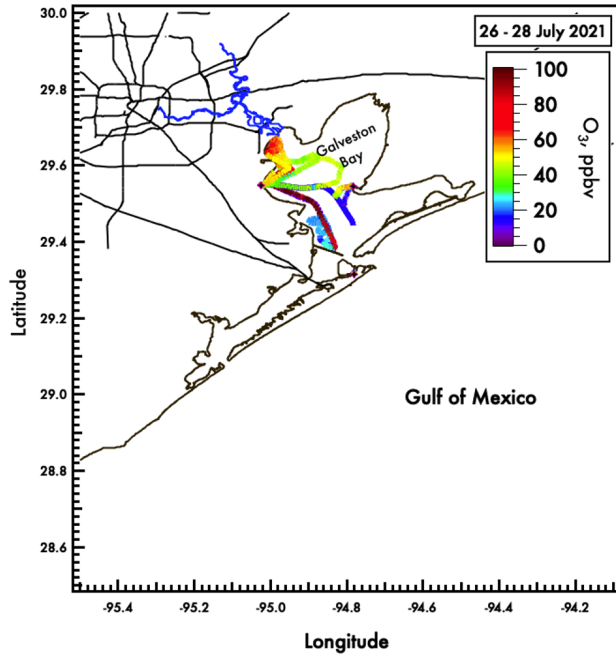 26 - 28 July 2021
100
80
60
40
20
0
O3, ppbv
Galveston
Bay
Gulf of Mexico
30.0
29.8
29.6
29.4
29.2
29.0
28.8
28.6
Latitude
-95.4 -95.2 -95.0 -94.8 -94.6 -94.4 -94.2
Longitude